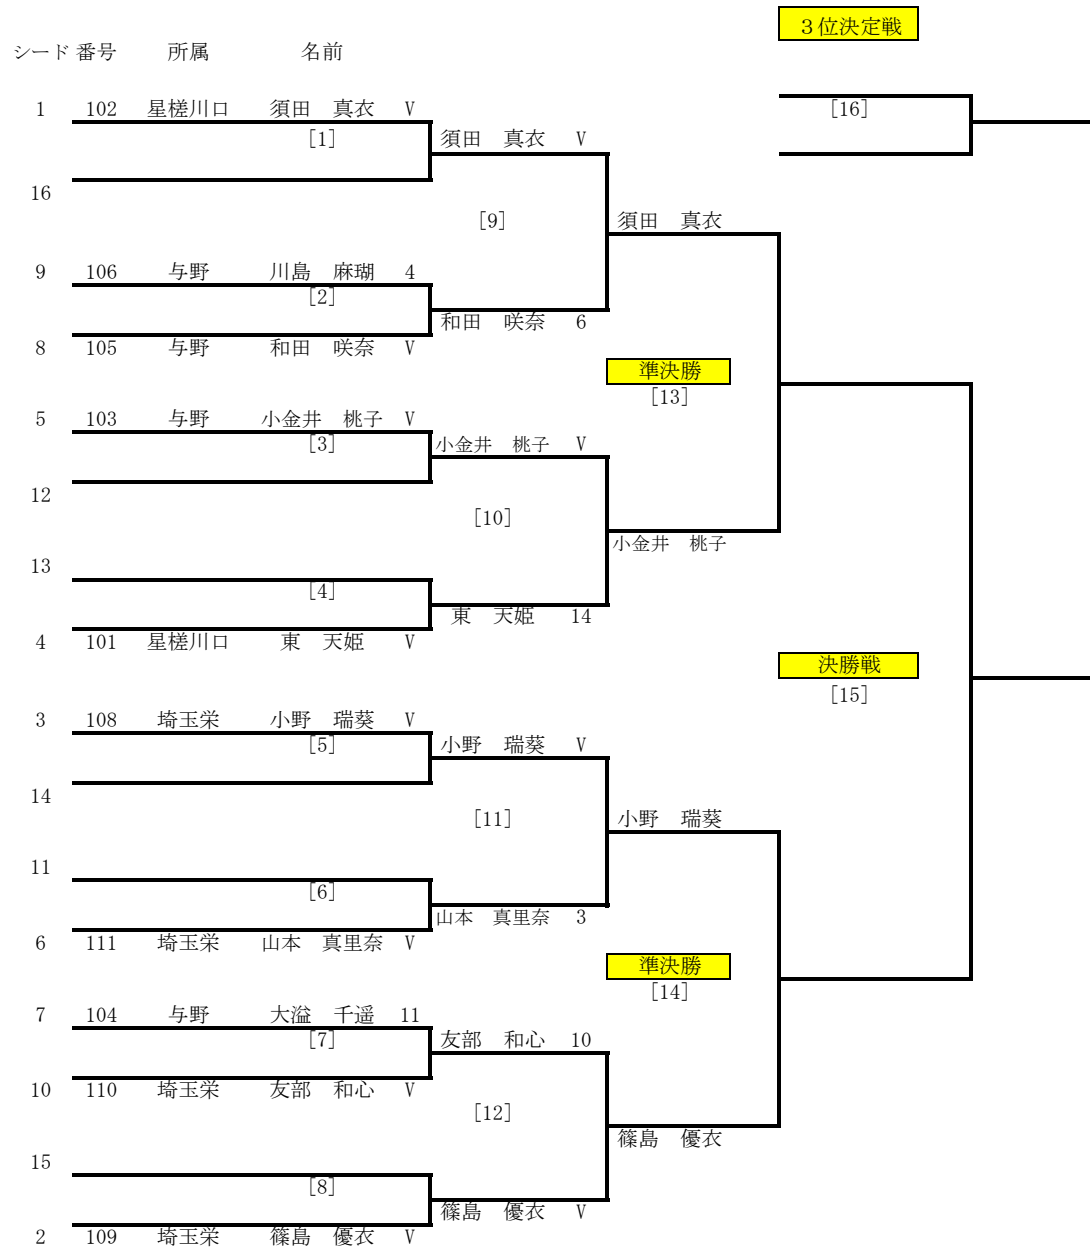 ３位決定戦
シード 番号 所属 名前
1 102 星槎川口 須田 真衣 V [16]
[1] 須田 真衣 V
16
[9] 須田 真衣
9 106 与野 川島 麻瑚 4
[2]
和田 咲奈 6
8 105 与野 和田 咲奈 V
準決勝
[13]
5 103 与野 小金井 桃子 V
[3] 小金井 桃子 V
12
[10]
小金井 桃子
13
[4]
東 天姫 14
4 101 星槎川口 東 天姫 V
決勝戦
[15]
3 108 埼玉栄 小野 瑞葵 V
[5] 小野 瑞葵 V
14
[11] 小野 瑞葵
11
[6]
山本 真里奈 3
6 111 埼玉栄 山本 真里奈 V
準決勝
[14]
7 104 与野 大溢 千遥 11
[7] 友部 和心 10
10 110 埼玉栄 友部 和心 V
[12]
篠島 優衣
15
[8]
篠島 優衣 V
2 109 埼玉栄 篠島 優衣 V